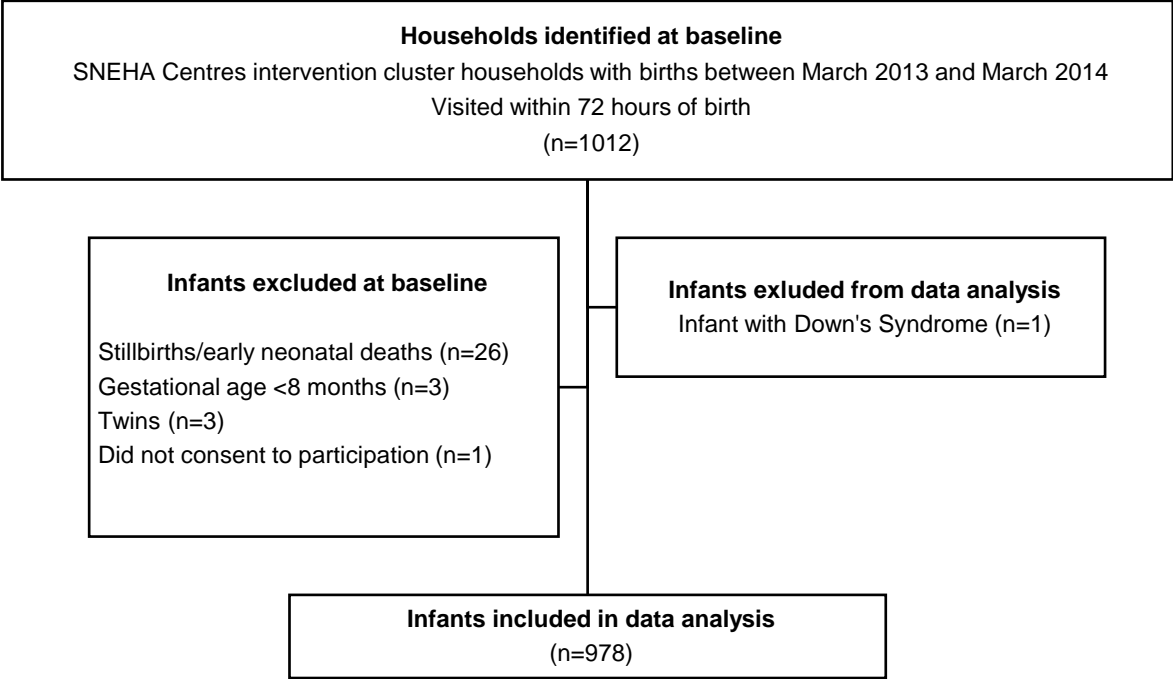 Households identified at baseline
SNEHA Centres intervention cluster households with births between March 2013 and March 2014
Visited within 72 hours of birth
(n=1012)
Infants excluded at baseline
Stillbirths/early neonatal deaths (n=26)
Gestational age <8 months (n=3)
Twins (n=3)
Did not consent to participation (n=1)
Infants exluded from data analysis
Infant with Down's Syndrome (n=1)
Infants included in data analysis
(n=978)